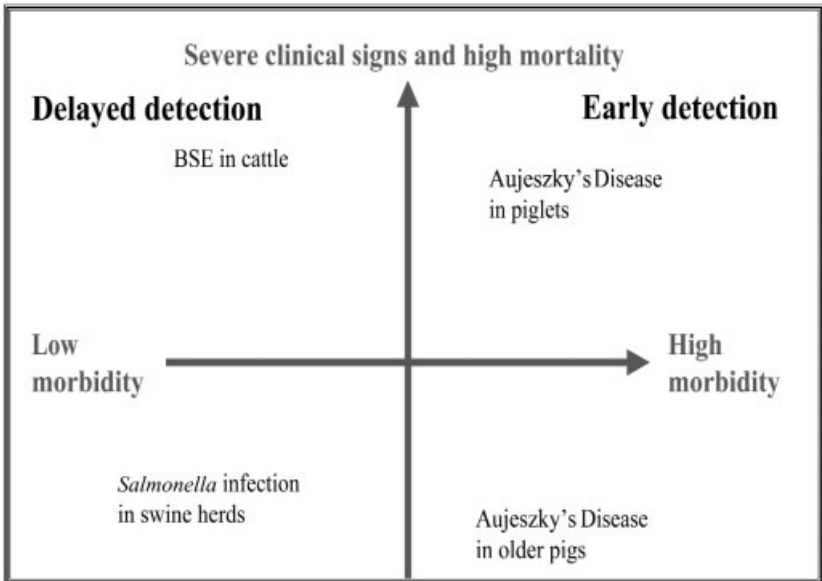 Severe clinical signs and high mortality
Delayed detection
Early detection
BSE in cattle
Aujeszky's Disease
in piglets
Low
morbidity
High
morbidity
Salmonella infection
in swine herds
Aujeszky's Disease
in older pigs